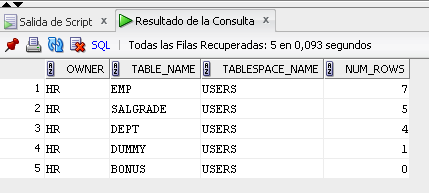 Salida de Script × Resultado de la Consulta ×
SQL | Todas las Filas Recuperadas: 5 en 0,093 segundos
OWNER TABLE_NAME TABLESPACE_NAME NUM_ROWS
1 HR EMP USERS 7
2 HR SALGRADE USERS 5
3 HR DEPT USERS 4
4 HR DUMMY USERS 1
5 HR BONUS USERS 0